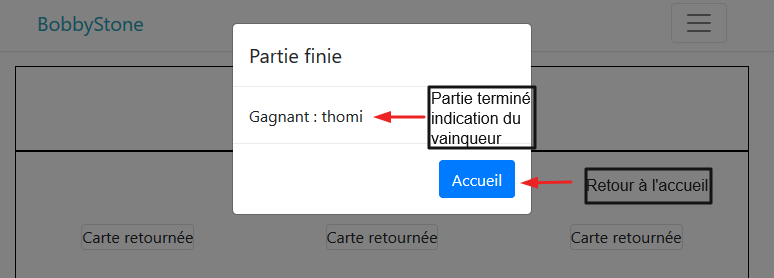 BobbyStone
Partie finie
Gagnant : thomi
Partie terminé
indication du
vainqueur
Accueil
Retour à l'accueil
Carte retournée
Carte retournée
Carte retournée